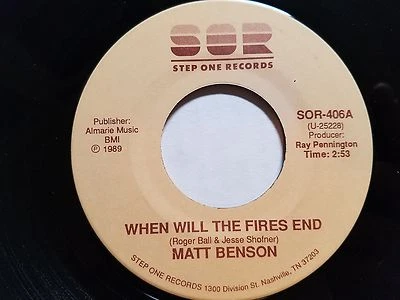 SOR
STEP ONE RECORDS
Publisher:
Almarie Music
BMI
℗ 1989
SOR-406A
(U-25228)
Producer:
Ray Pennington
Time: 2:53
WHEN WILL THE FIRES END
(Roger Ball & Jesse Shofner)
MATT BENSON
STEP ONE RECORDS 1300 Division St. Nashville, TN 37203